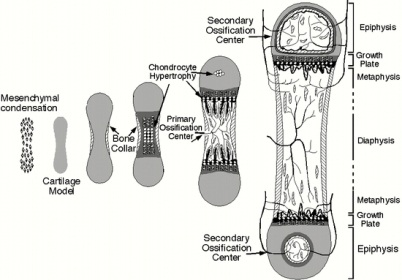 Mesenchymal
condensation
Cartilage
Model
Bone
Collar
Chondrocyte
Hypertrophy
Primary
Ossification
Center
Secondary
Ossification
Center
Secondary
Ossification
Center
Epiphysis
Growth
Plate
Metaphysis
Diaphysis
Metaphysis
Growth
Plate
Epiphysis